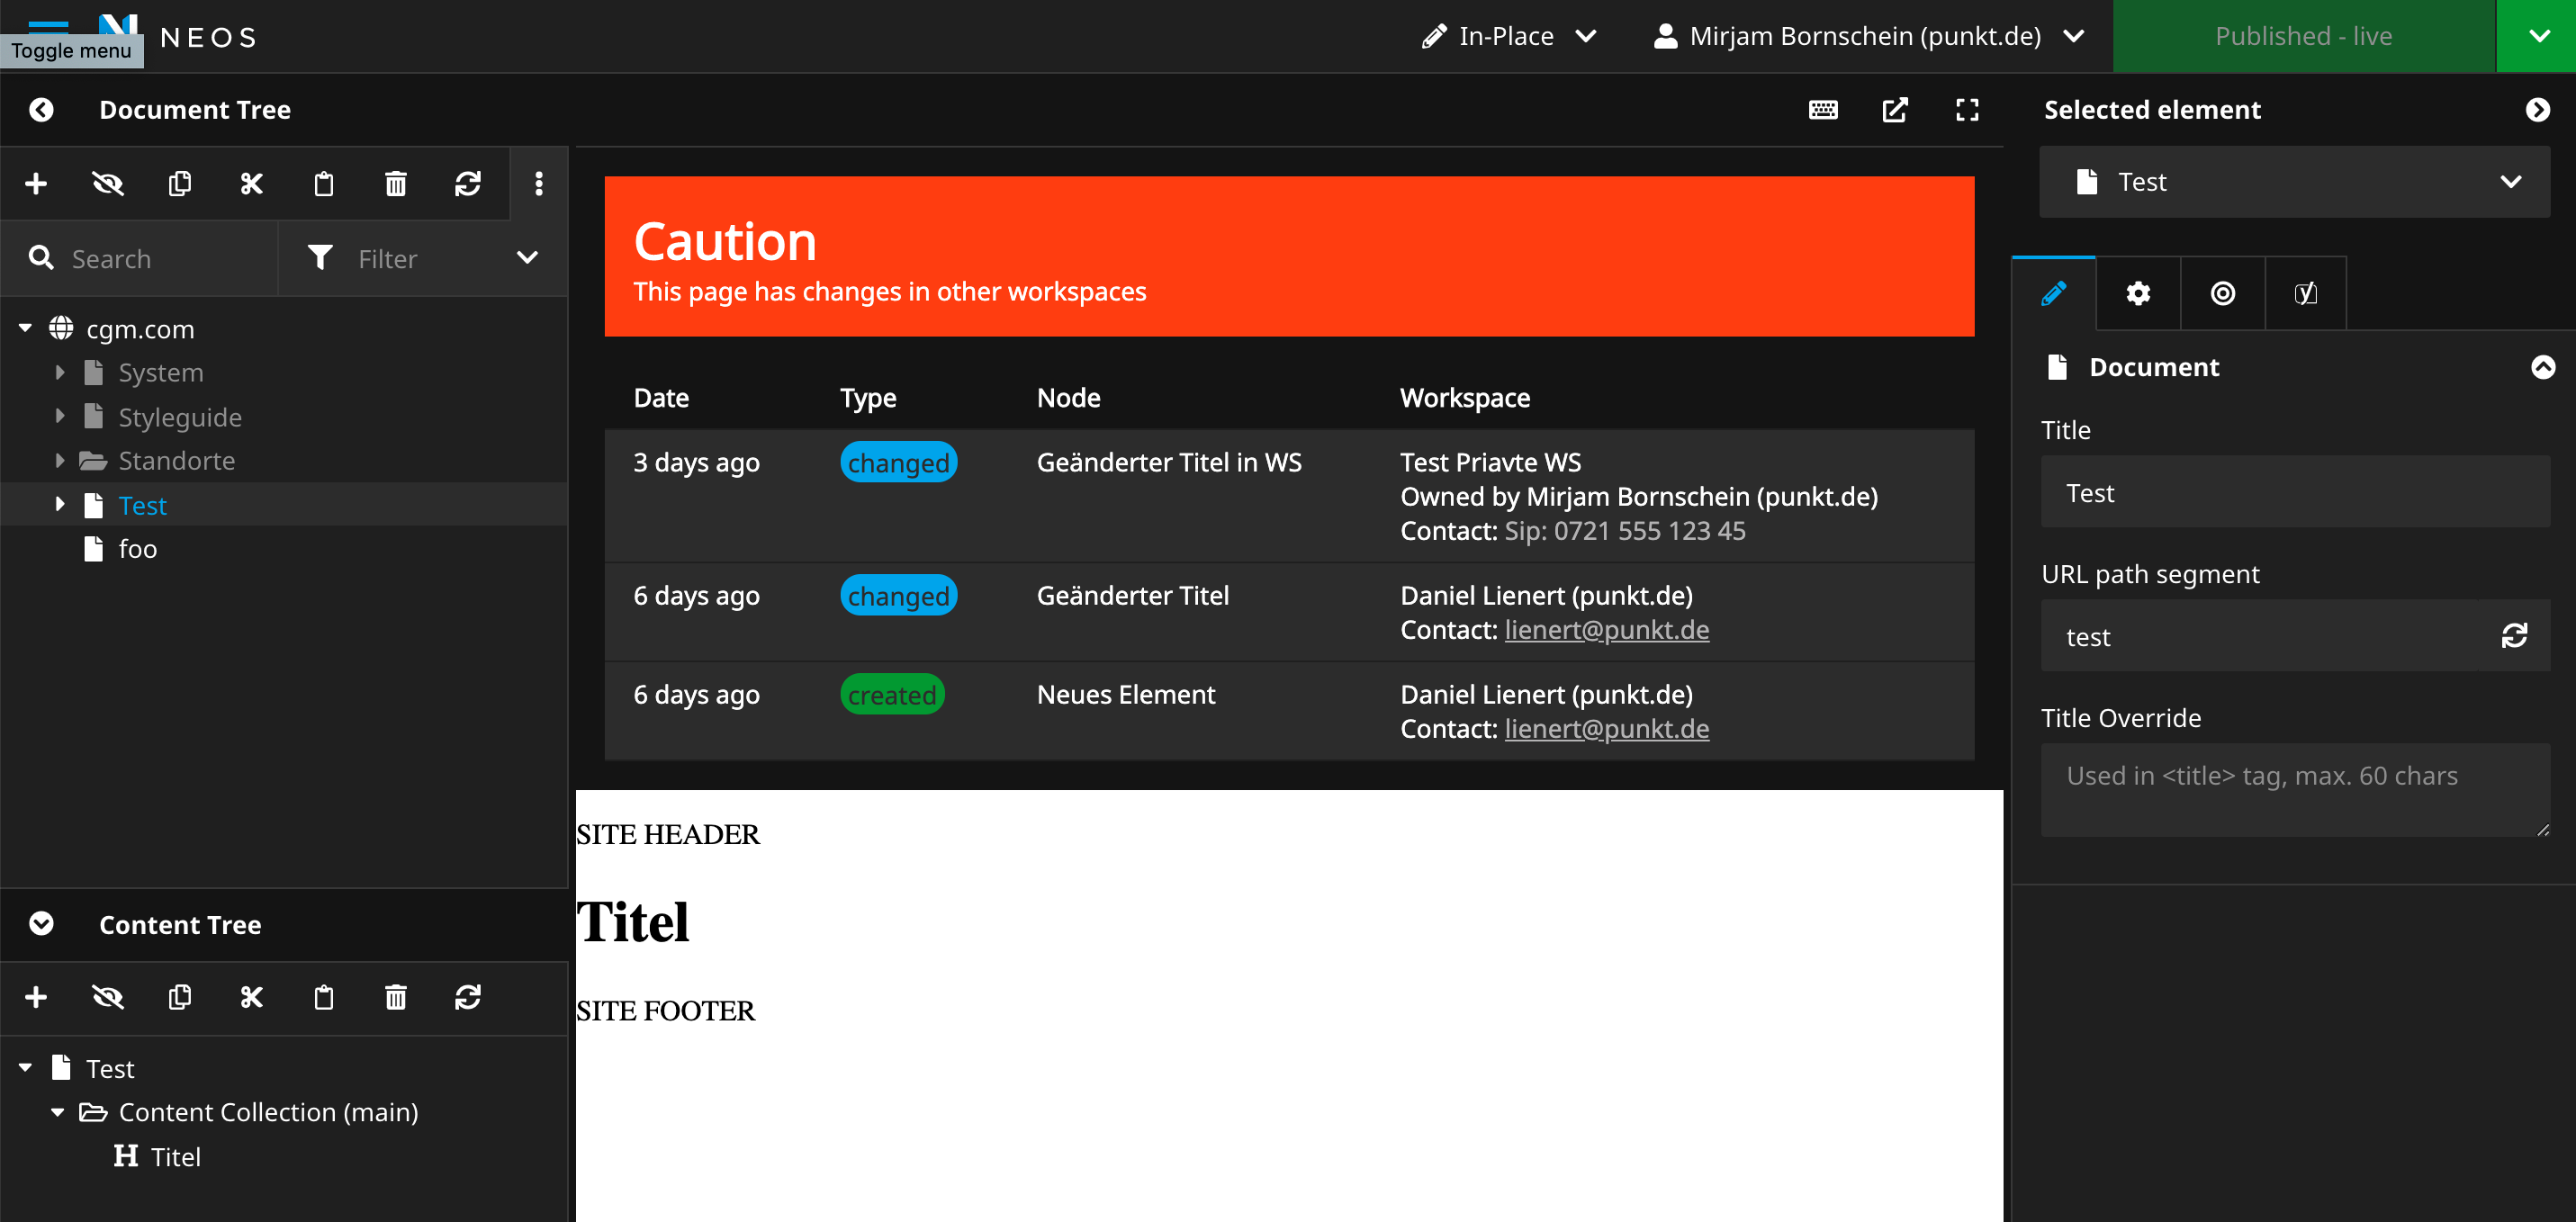 NEOS
Toggle menu
In-Place
Mirjam Bornschein (punkt.de)
Published - live
Document Tree
Search
Filter
cgm.com
System
Styleguide
Standorte
Test
foo
Content Tree
Test
Content Collection (main)
H Titel
Caution
This page has changes in other workspaces
Date Type Node Workspace
3 days ago changed Geänderter Titel in WS Test Priavte WS
Owned by Mirjam Bornschein (punkt.de)
Contact: Sip: 0721 555 123 45
6 days ago changed Geänderter Titel Daniel Lienert (punkt.de)
Contact: lienert@punkt.de
6 days ago created Neues Element Daniel Lienert (punkt.de)
Contact: lienert@punkt.de
SITE HEADER
Titel
SITE FOOTER
Selected element
Test
Document
Title
Test
URL path segment
test
Title Override
Used in <title> tag, max. 60 chars